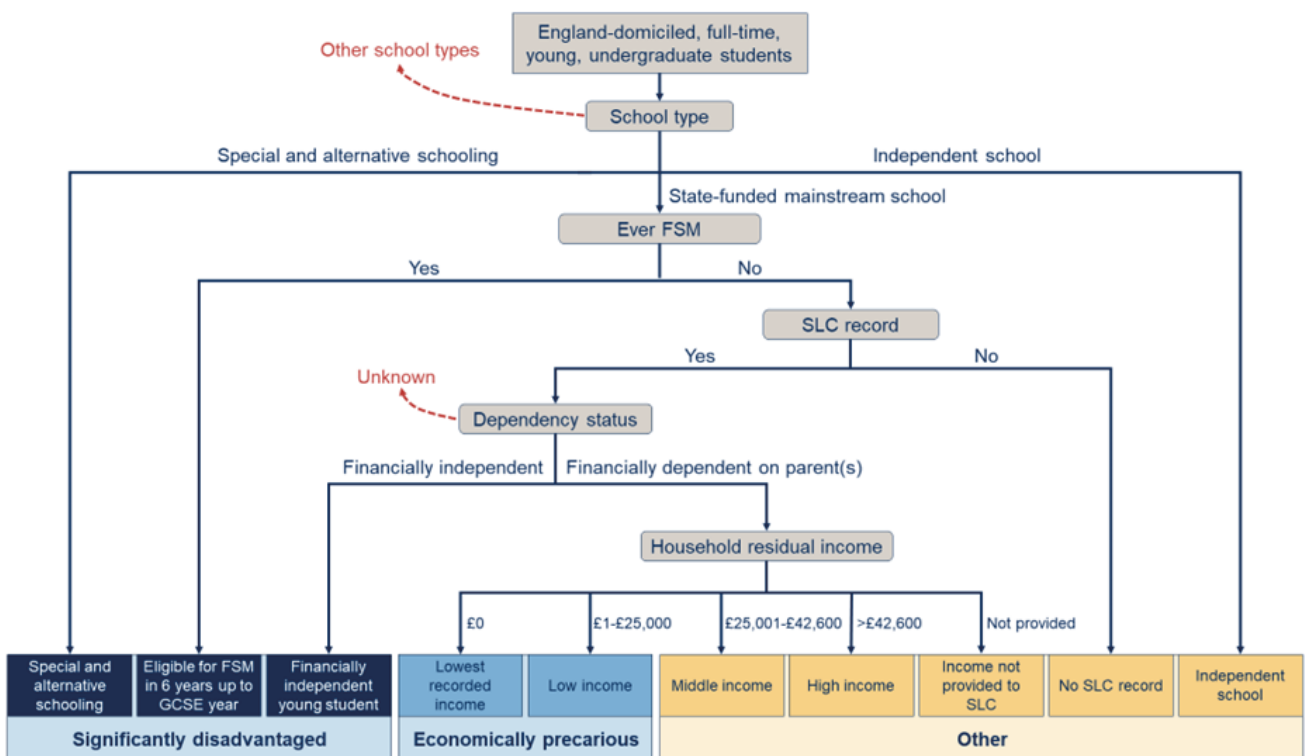 England-domiciled, full-time,
young, undergraduate students
Other school types
School type
Special and alternative schooling
Independent school
State-funded mainstream school
Ever FSM
Yes
No
SLC record
Yes
No
Unknown
Dependency status
Financially independent
Financially dependent on parent(s)
Household residual income
£0
£1-£25,000
£25,001-£42,600
>£42,600
Not provided
Special and
alternative
schooling
Eligible for FSM
in 6 years up to
GCSE year
Financially
independent
young student
Lowest
recorded
income
Low income
Middle income
High income
Income not
provided to
SLC
No SLC record
Independent
school
Significantly disadvantaged
Economically precarious
Other